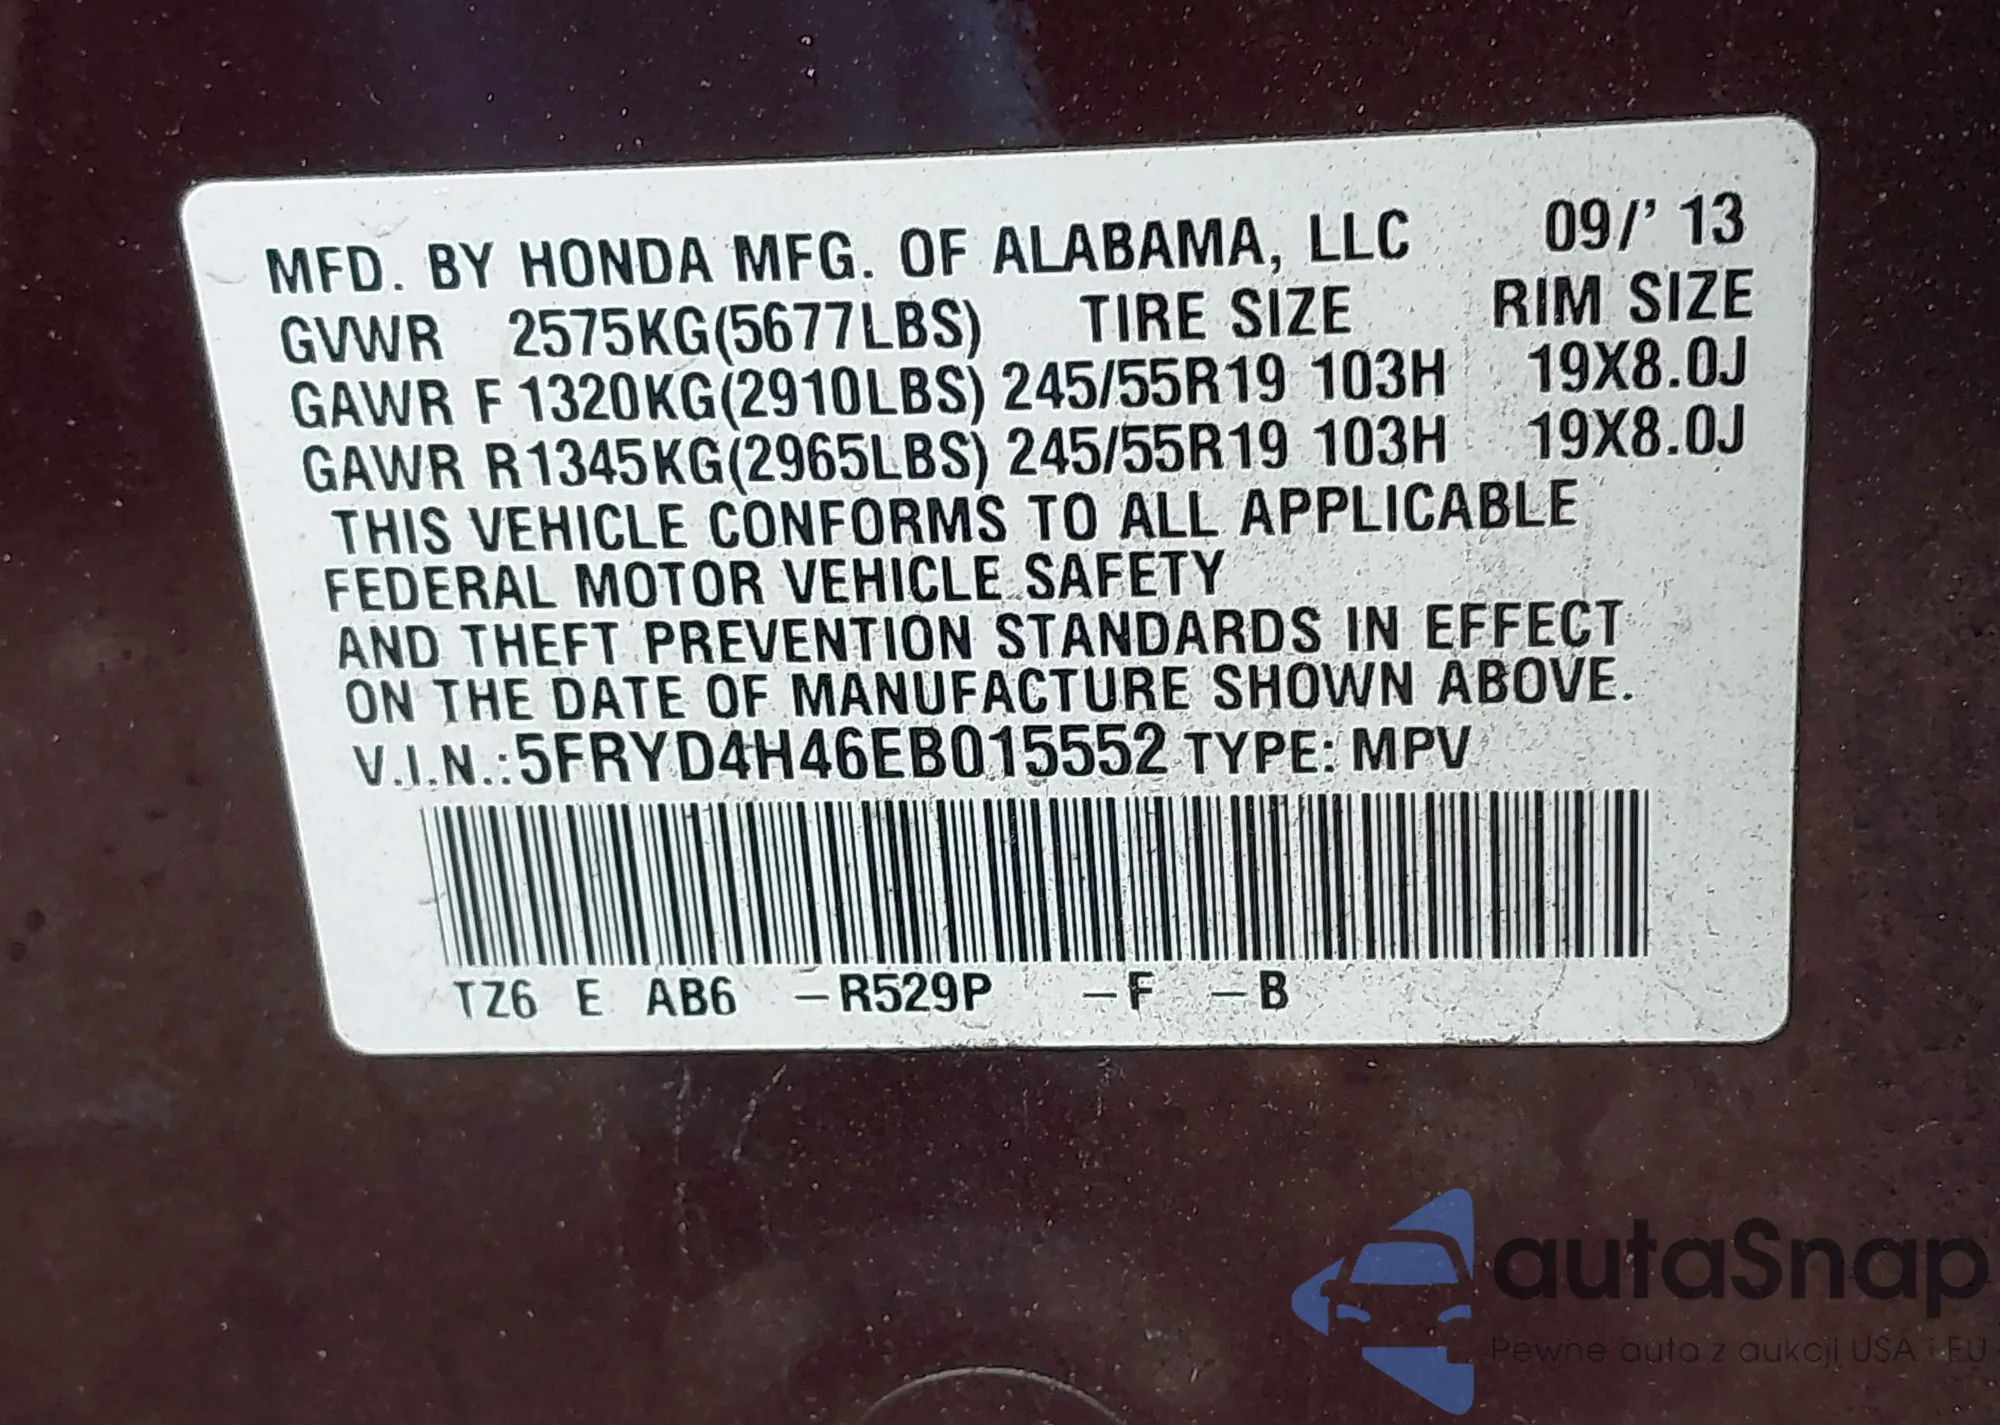 MFD. BY HONDA MFG. OF ALABAMA, LLC 09/' 13
GVWR 2575KG(5677LBS) TIRE SIZE RIM SIZE
GAWR F 1320KG(2910LBS) 245/55R19 103H 19X8.0J
GAWR R1345KG(2965LBS) 245/55R19 103H 19X8.0J
THIS VEHICLE CONFORMS TO ALL APPLICABLE
FEDERAL MOTOR VEHICLE SAFETY
AND THEFT PREVENTION STANDARDS IN EFFECT
ON THE DATE OF MANUFACTURE SHOWN ABOVE.
V.I.N.:5FRYD4H46EB015552 TYPE: MPV
TZ6 E AB6 –R529P –F –B
autaSnap
Pewne auta z aukcji USA i EU